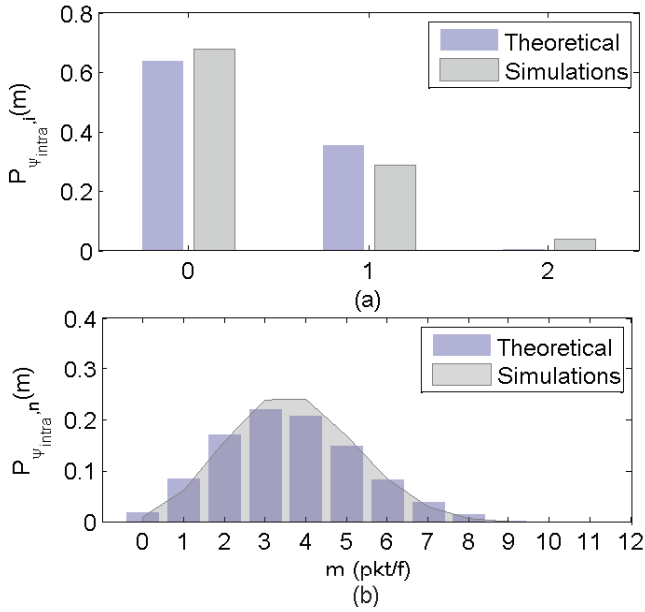 0.8
0.6
0.4
0.2
0
P ψintra,i(m)
Theoretical
Simulations
0 1 2
(a)
0.4
0.3
0.2
0.1
0
P ψintra,n(m)
Theoretical
Simulations
0 1 2 3 4 5 6 7 8 9 10 11 12
m (pkt/f)
(b)